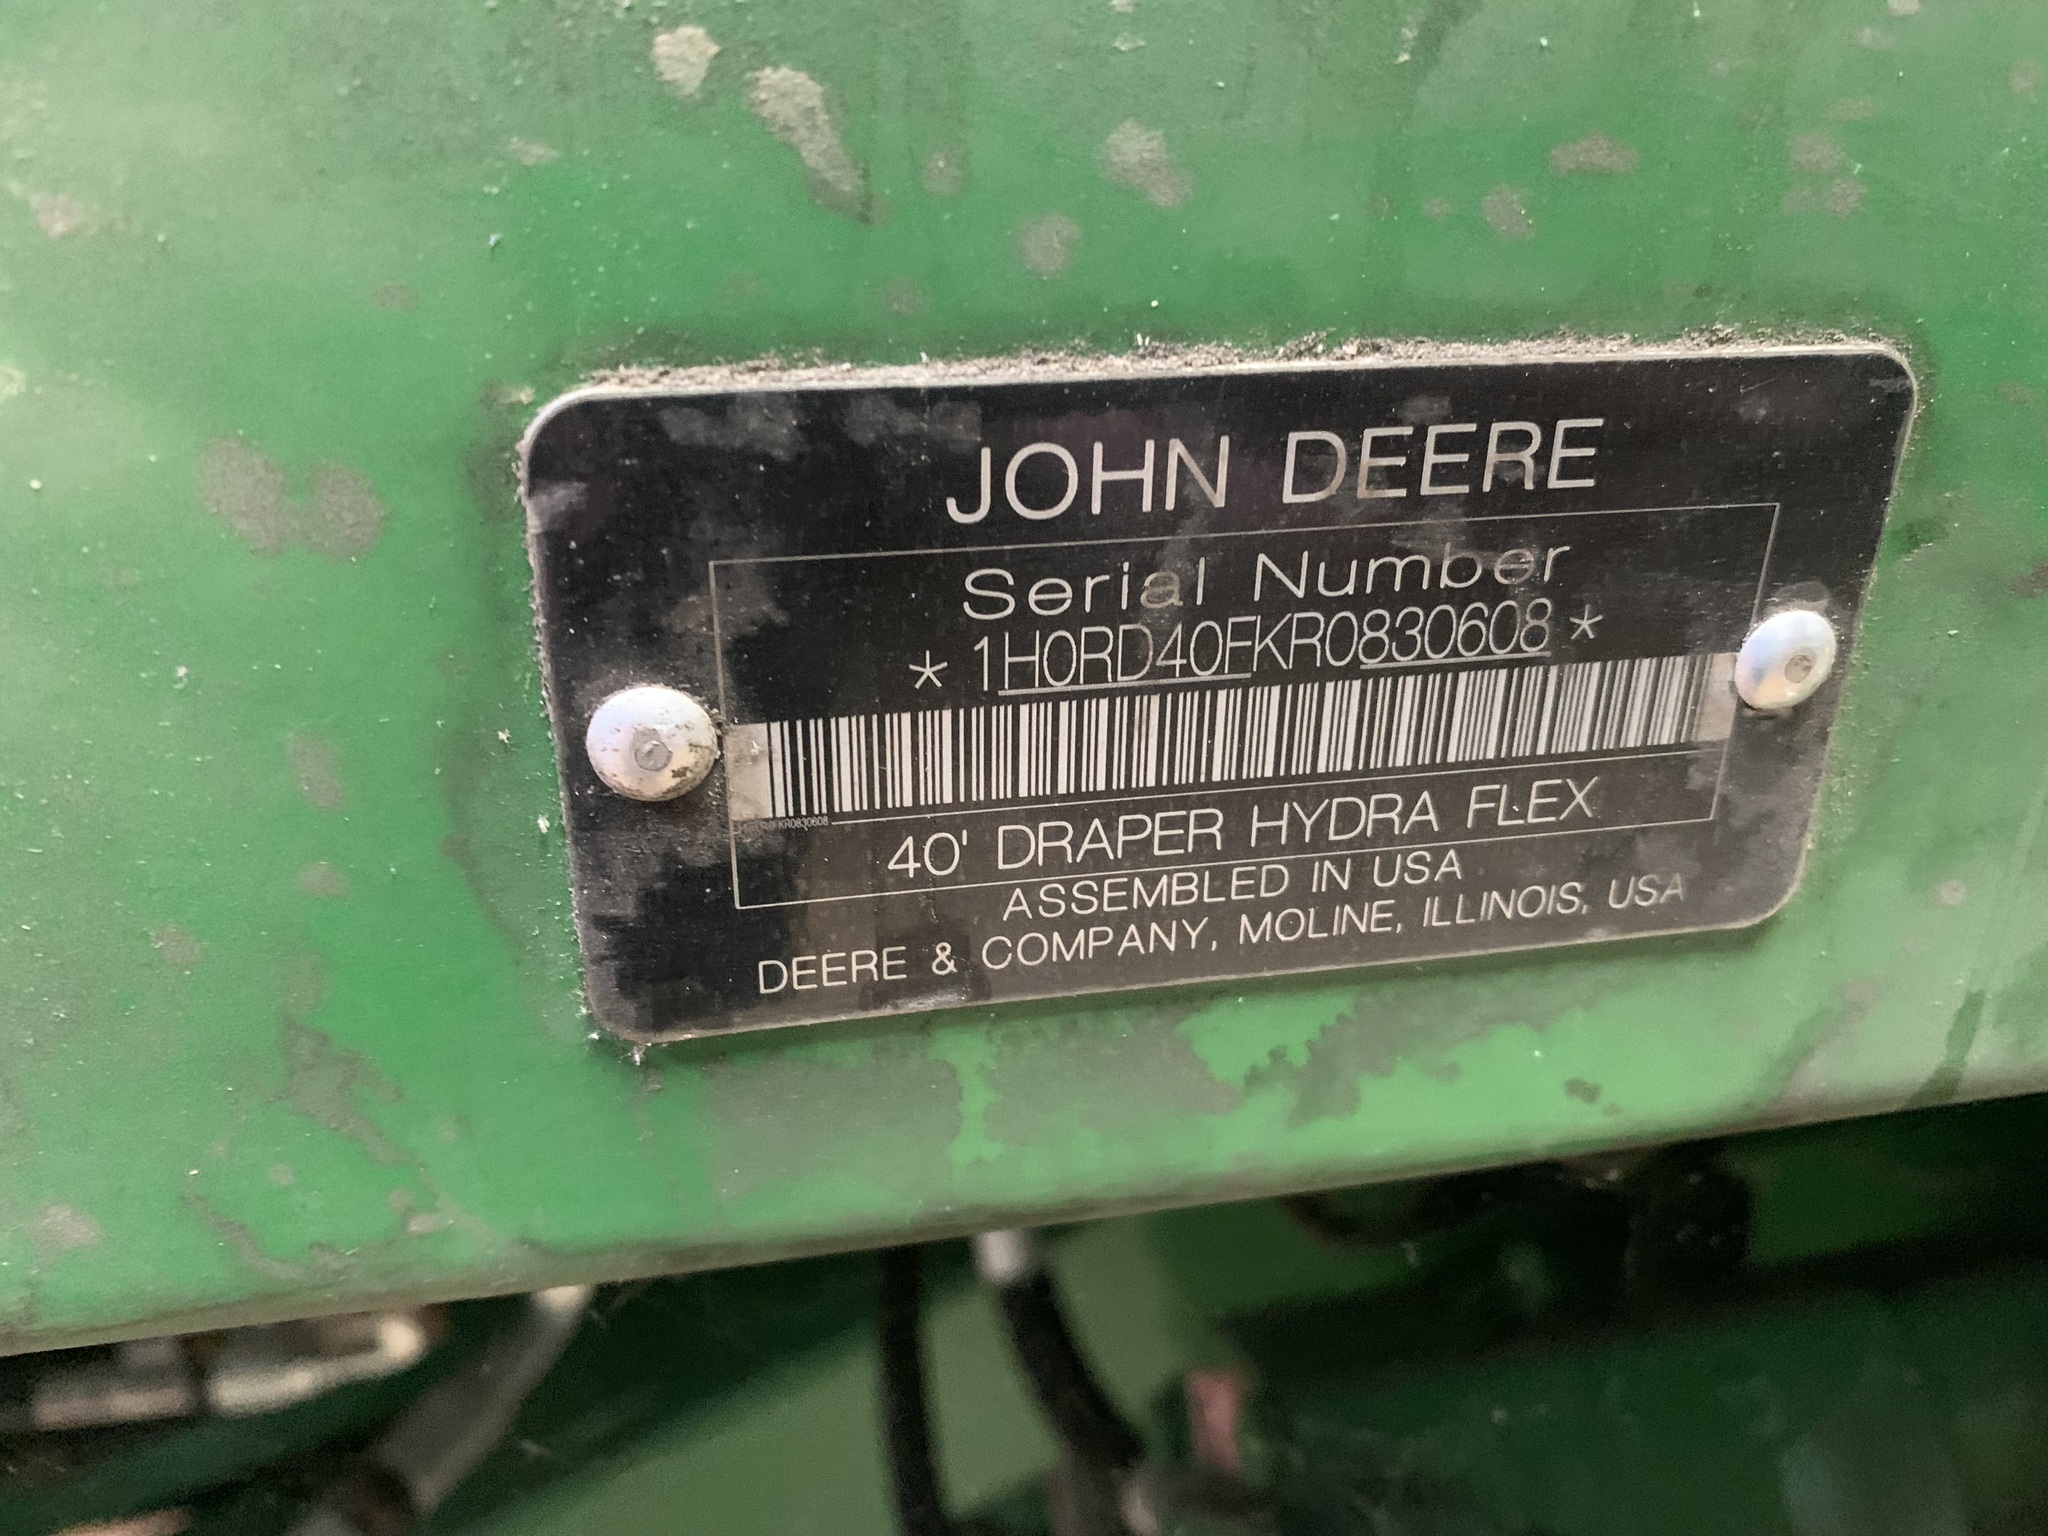 JOHN DEERE
Serial Number
*1H0RD40FKR0830608*
40' DRAPER HYDRA FLEX
ASSEMBLED IN USA
DEERE & COMPANY, MOLINE, ILLINOIS, USA